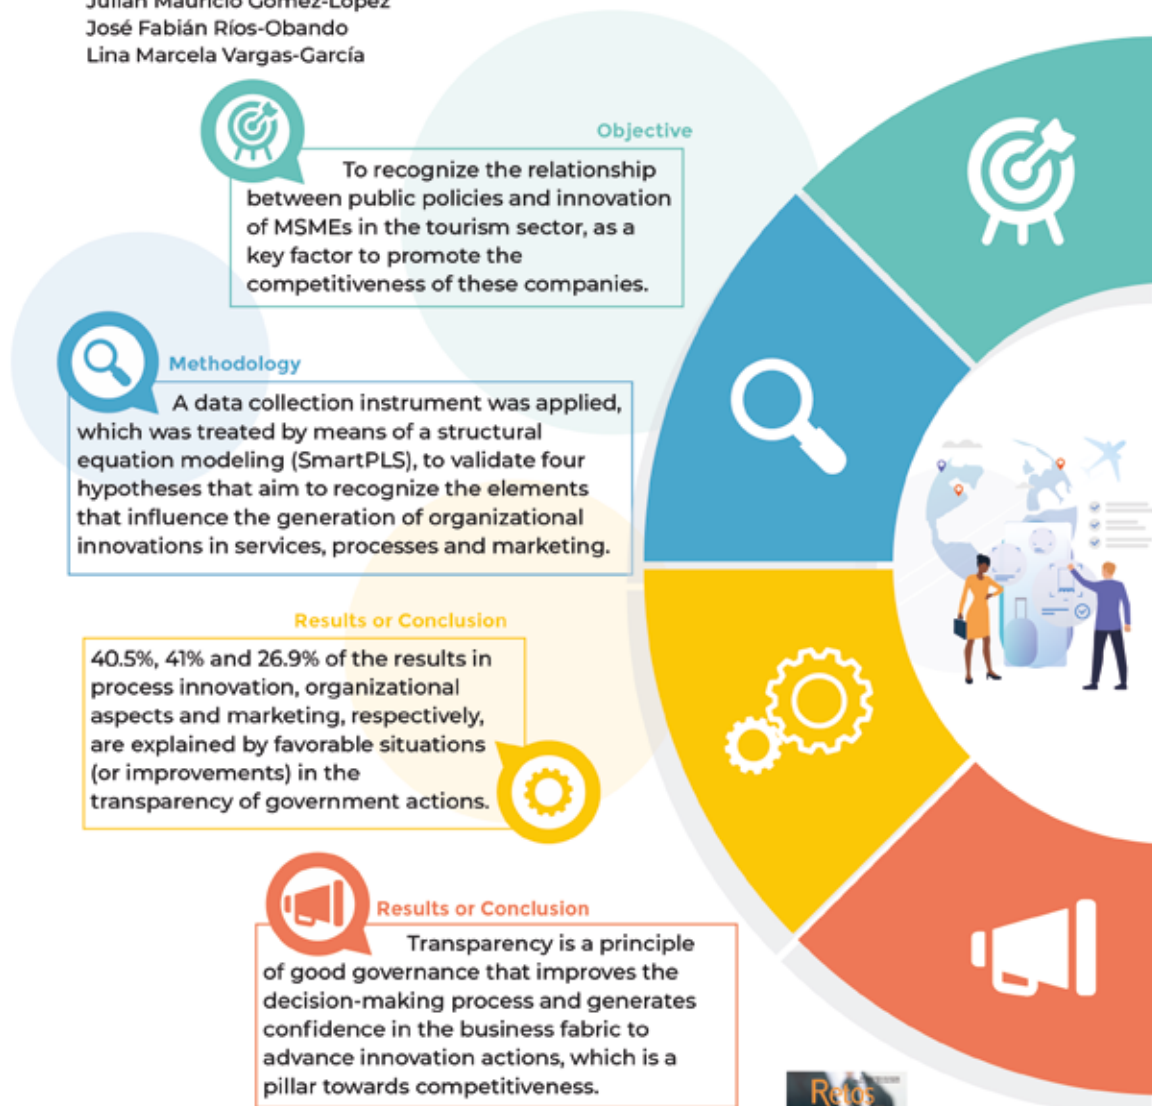 Julián Mauricio Gómez-López
José Fabián Ríos-Obando
Lina Marcela Vargas-García
Objective
To recognize the relationship
between public policies and innovation
of MSMEs in the tourism sector, as a
key factor to promote the
competitiveness of these companies.
Methodology
A data collection instrument was applied,
which was treated by means of a structural
equation modeling (SmartPLS), to validate four
hypotheses that aim to recognize the elements
that influence the generation of organizational
innovations in services, processes and marketing.
Results or Conclusion
40.5%, 41% and 26.9% of the results in
process innovation, organizational
aspects and marketing, respectively,
are explained by favorable situations
(or improvements) in the
transparency of government actions.
Results or Conclusion
Transparency is a principle
of good governance that improves the
decision-making process and generates
confidence in the business fabric to
advance innovation actions, which is a
pillar towards competitiveness.
Retos